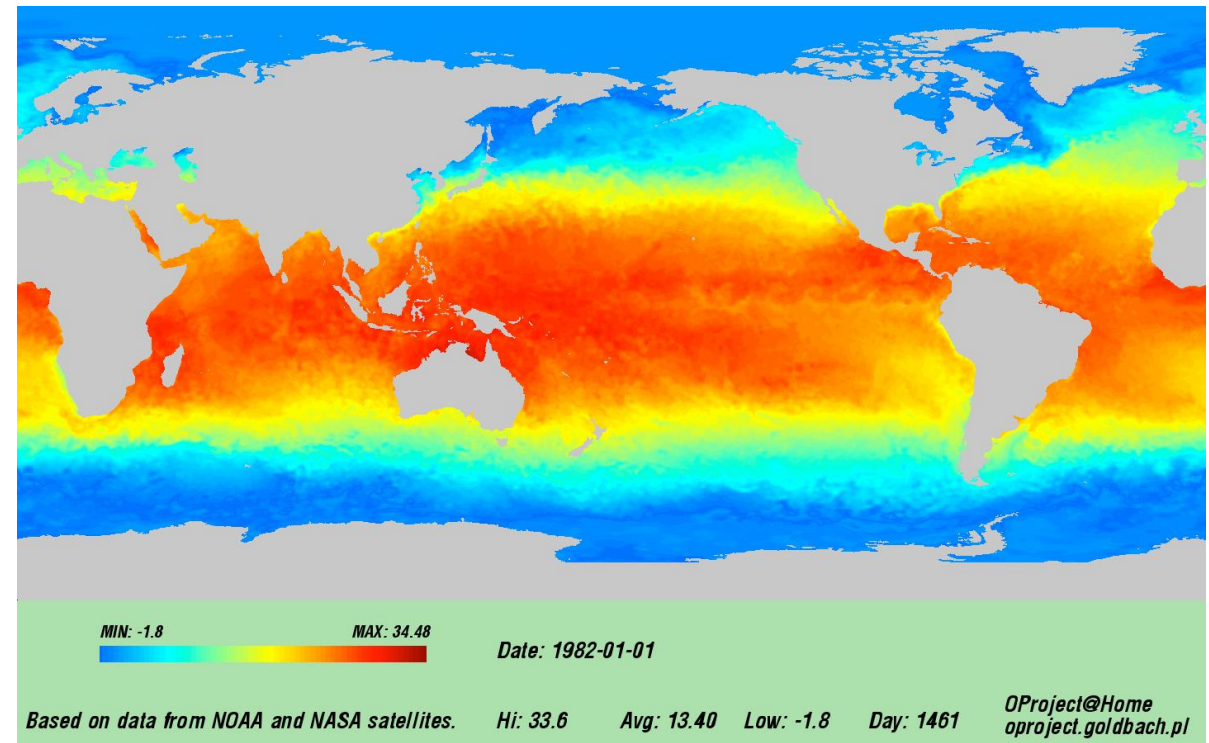 MIN: -1.8 MAX: 34.48
Date: 1982-01-01
Based on data from NOAA and NASA satellites. Hi: 33.6 Avg: 13.40 Low: -1.8 Day: 1461
OProject@Home
oproject.goldbach.pl